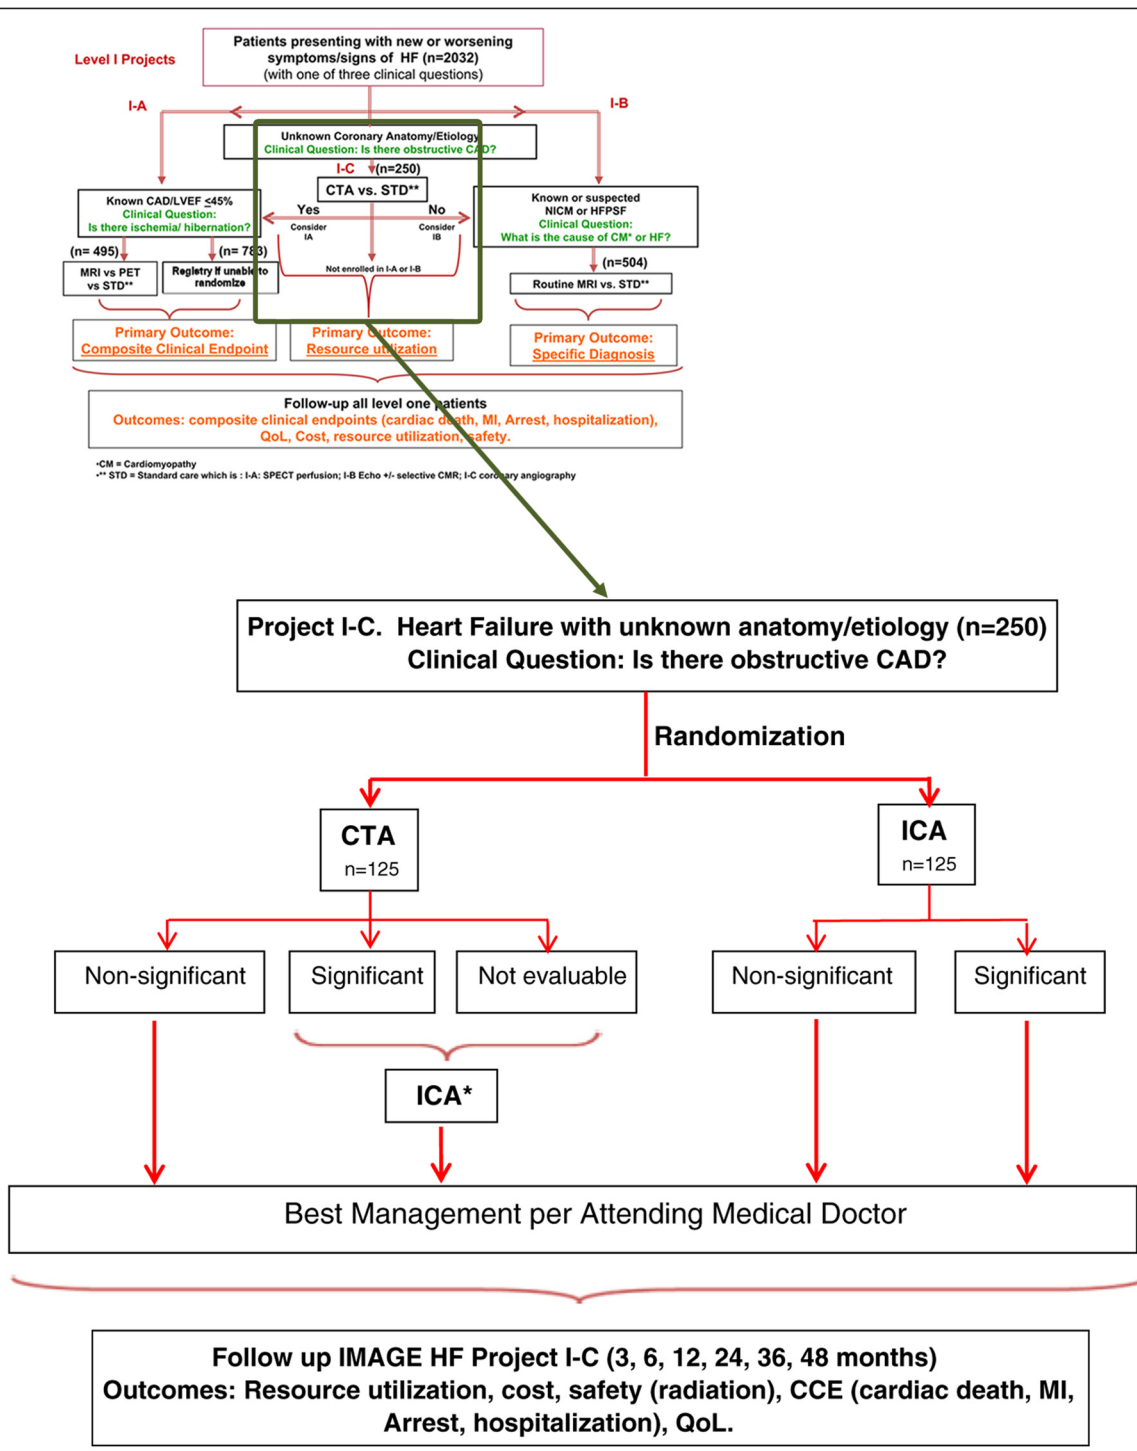 Level I Projects
Patients presenting with new or worsening
symptoms/signs of HF (n=2032)
(with one of three clinical questions)
I-A
I-B
Unknown Coronary Anatomy/Etiology
Clinical Question: Is there obstructive CAD?
I-C
(n=250)
CTA vs. STD**
Yes
Consider
IA
No
Consider
IB
Not enrolled in I-A or I-B
Known CAD/LVEF ≤45%
Clinical Question:
Is there ischemia/ hibernation?
(n= 495)
(n= 783)
MRI vs PET
vs STD**
Registry if unable to
randomize
Known or suspected
NICM or HFPSF
Clinical Question:
What is the cause of CM* or HF?
(n=504)
Routine MRI vs. STD**
Primary Outcome:
Composite Clinical Endpoint
Primary Outcome:
Resource utilization
Primary Outcome:
Specific Diagnosis
Follow-up all level one patients
Outcomes: composite clinical endpoints (cardiac death, MI, Arrest, hospitalization),
QoL, Cost, resource utilization, safety.
•CM = Cardiomyopathy
•** STD = Standard care which is : I-A: SPECT perfusion; I-B Echo +/- selective CMR; I-C coronary angiography
Project I-C. Heart Failure with unknown anatomy/etiology (n=250)
Clinical Question: Is there obstructive CAD?
Randomization
CTA
n=125
ICA
n=125
Non-significant
Significant
Not evaluable
Non-significant
Significant
ICA*
Best Management per Attending Medical Doctor
Follow up IMAGE HF Project I-C (3, 6, 12, 24, 36, 48 months)
Outcomes: Resource utilization, cost, safety (radiation), CCE (cardiac death, MI,
Arrest, hospitalization), QoL.